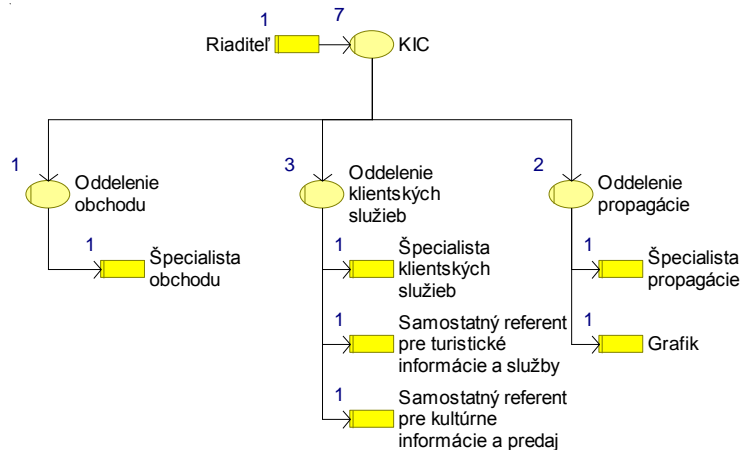 1
7
Riaditeľ
KIC
1
Oddelenie
obchodu
3
Oddelenie
klientských
služieb
2
Oddelenie
propagácie
1
Špecialista
obchodu
1
Špecialista
klientských
služieb
1
Špecialista
propagácie
1
Samostatný referent
pre turistické
informácie a služby
1
Grafik
1
Samostatný referent
pre kultúrne
informácie a predaj